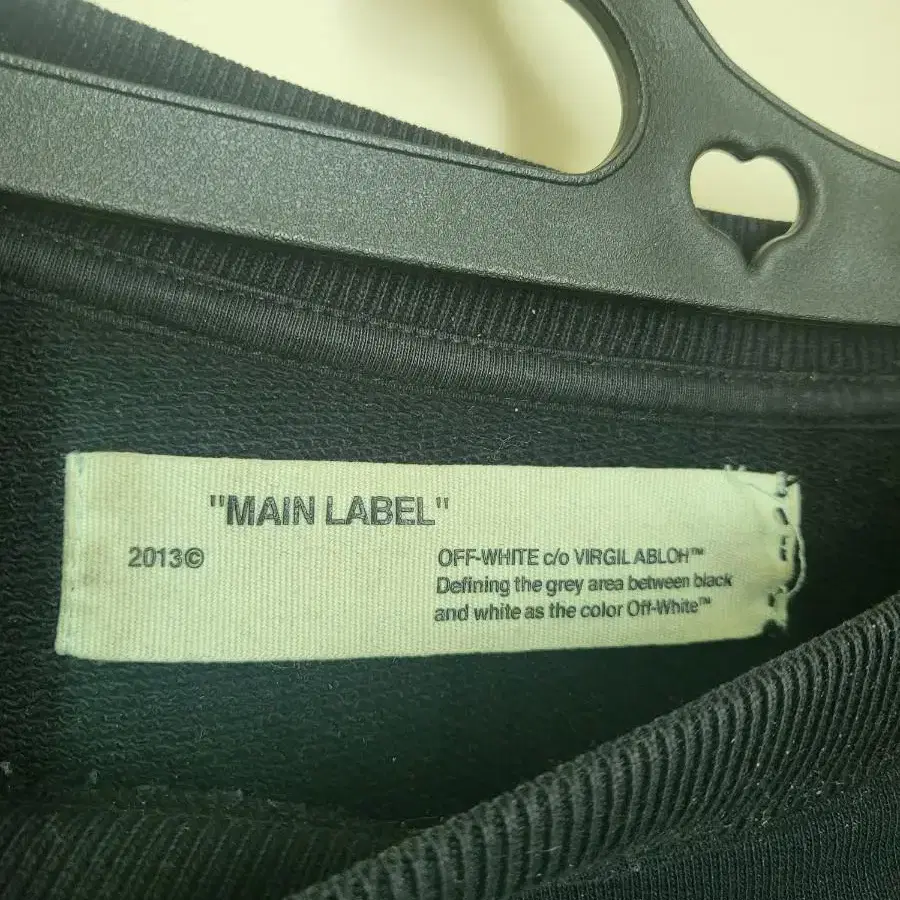 "MAIN LABEL"
2013©
OFF-WHITE c/o VIRGIL ABLOH™
Defining the grey area between black
and white as the color Off-White™